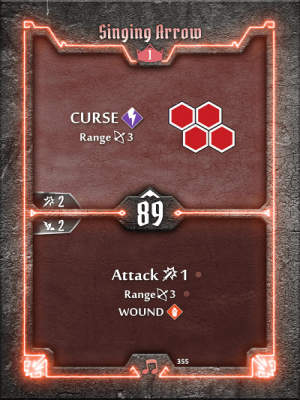 Singing Arrow
1
CURSE
Range 3
2
89
2
Attack 1
Range 3
WOUND
355